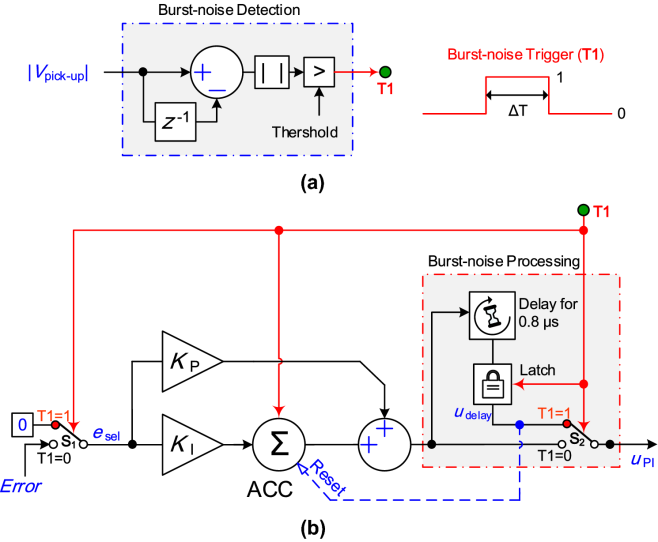 Burst-noise Detection
|Vpick-up|
+
−
z-1
| |
>
T1
Thershold
Burst-noise Trigger (T1)
1
ΔT
0
(a)
T1
Burst-noise Processing
Delay for
0.8 µs
Latch
udelay
KP
0
T1=1
S1
T1=0
Error
esel
KI
Σ
ACC
+
+
Reset
T1=1
S2
T1=0
uPI
(b)